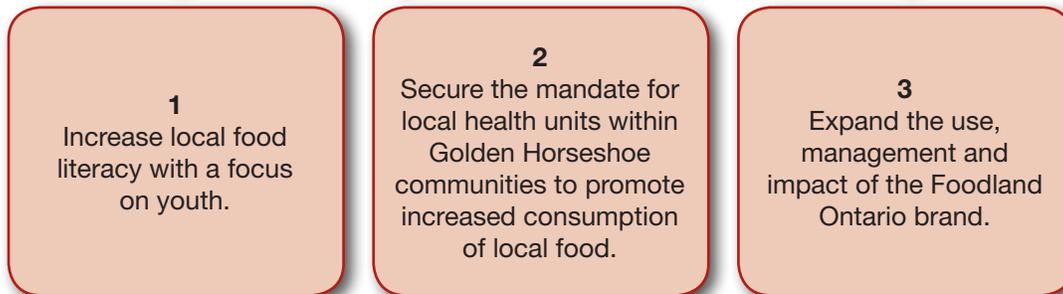 1
Increase local food
literacy with a focus
on youth.
2
Secure the mandate for
local health units within
Golden Horseshoe
communities to promote
increased consumption
of local food.
3
Expand the use,
management and
impact of the Foodland
Ontario brand.